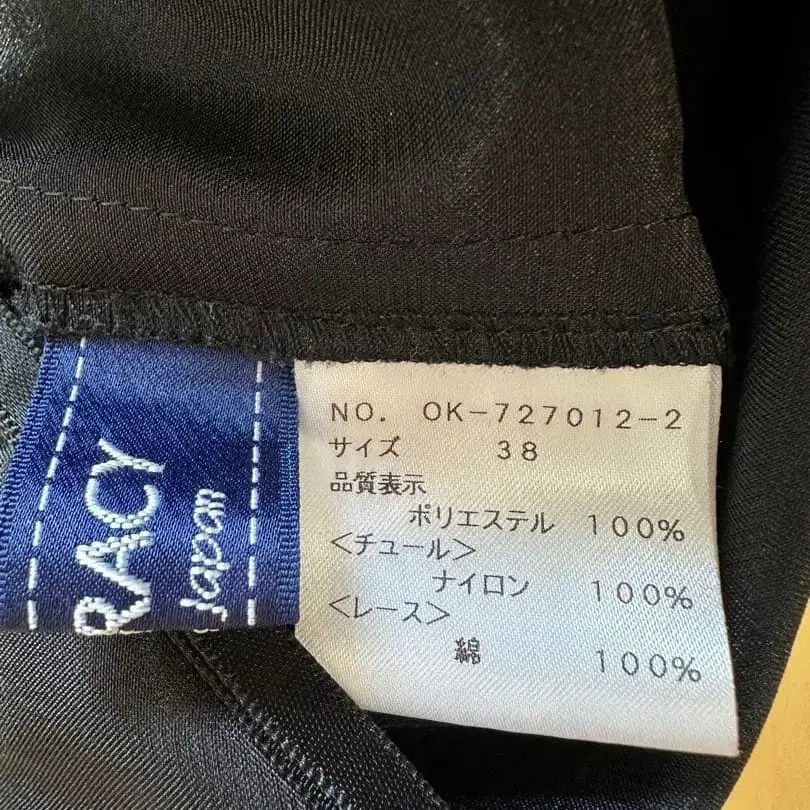 NO. OK-727012-2
サイズ 38
品質表示
ポリエステル 100%
<チュール>
ナイロン 100%
<レース>
綿 100%
RACY
Japan